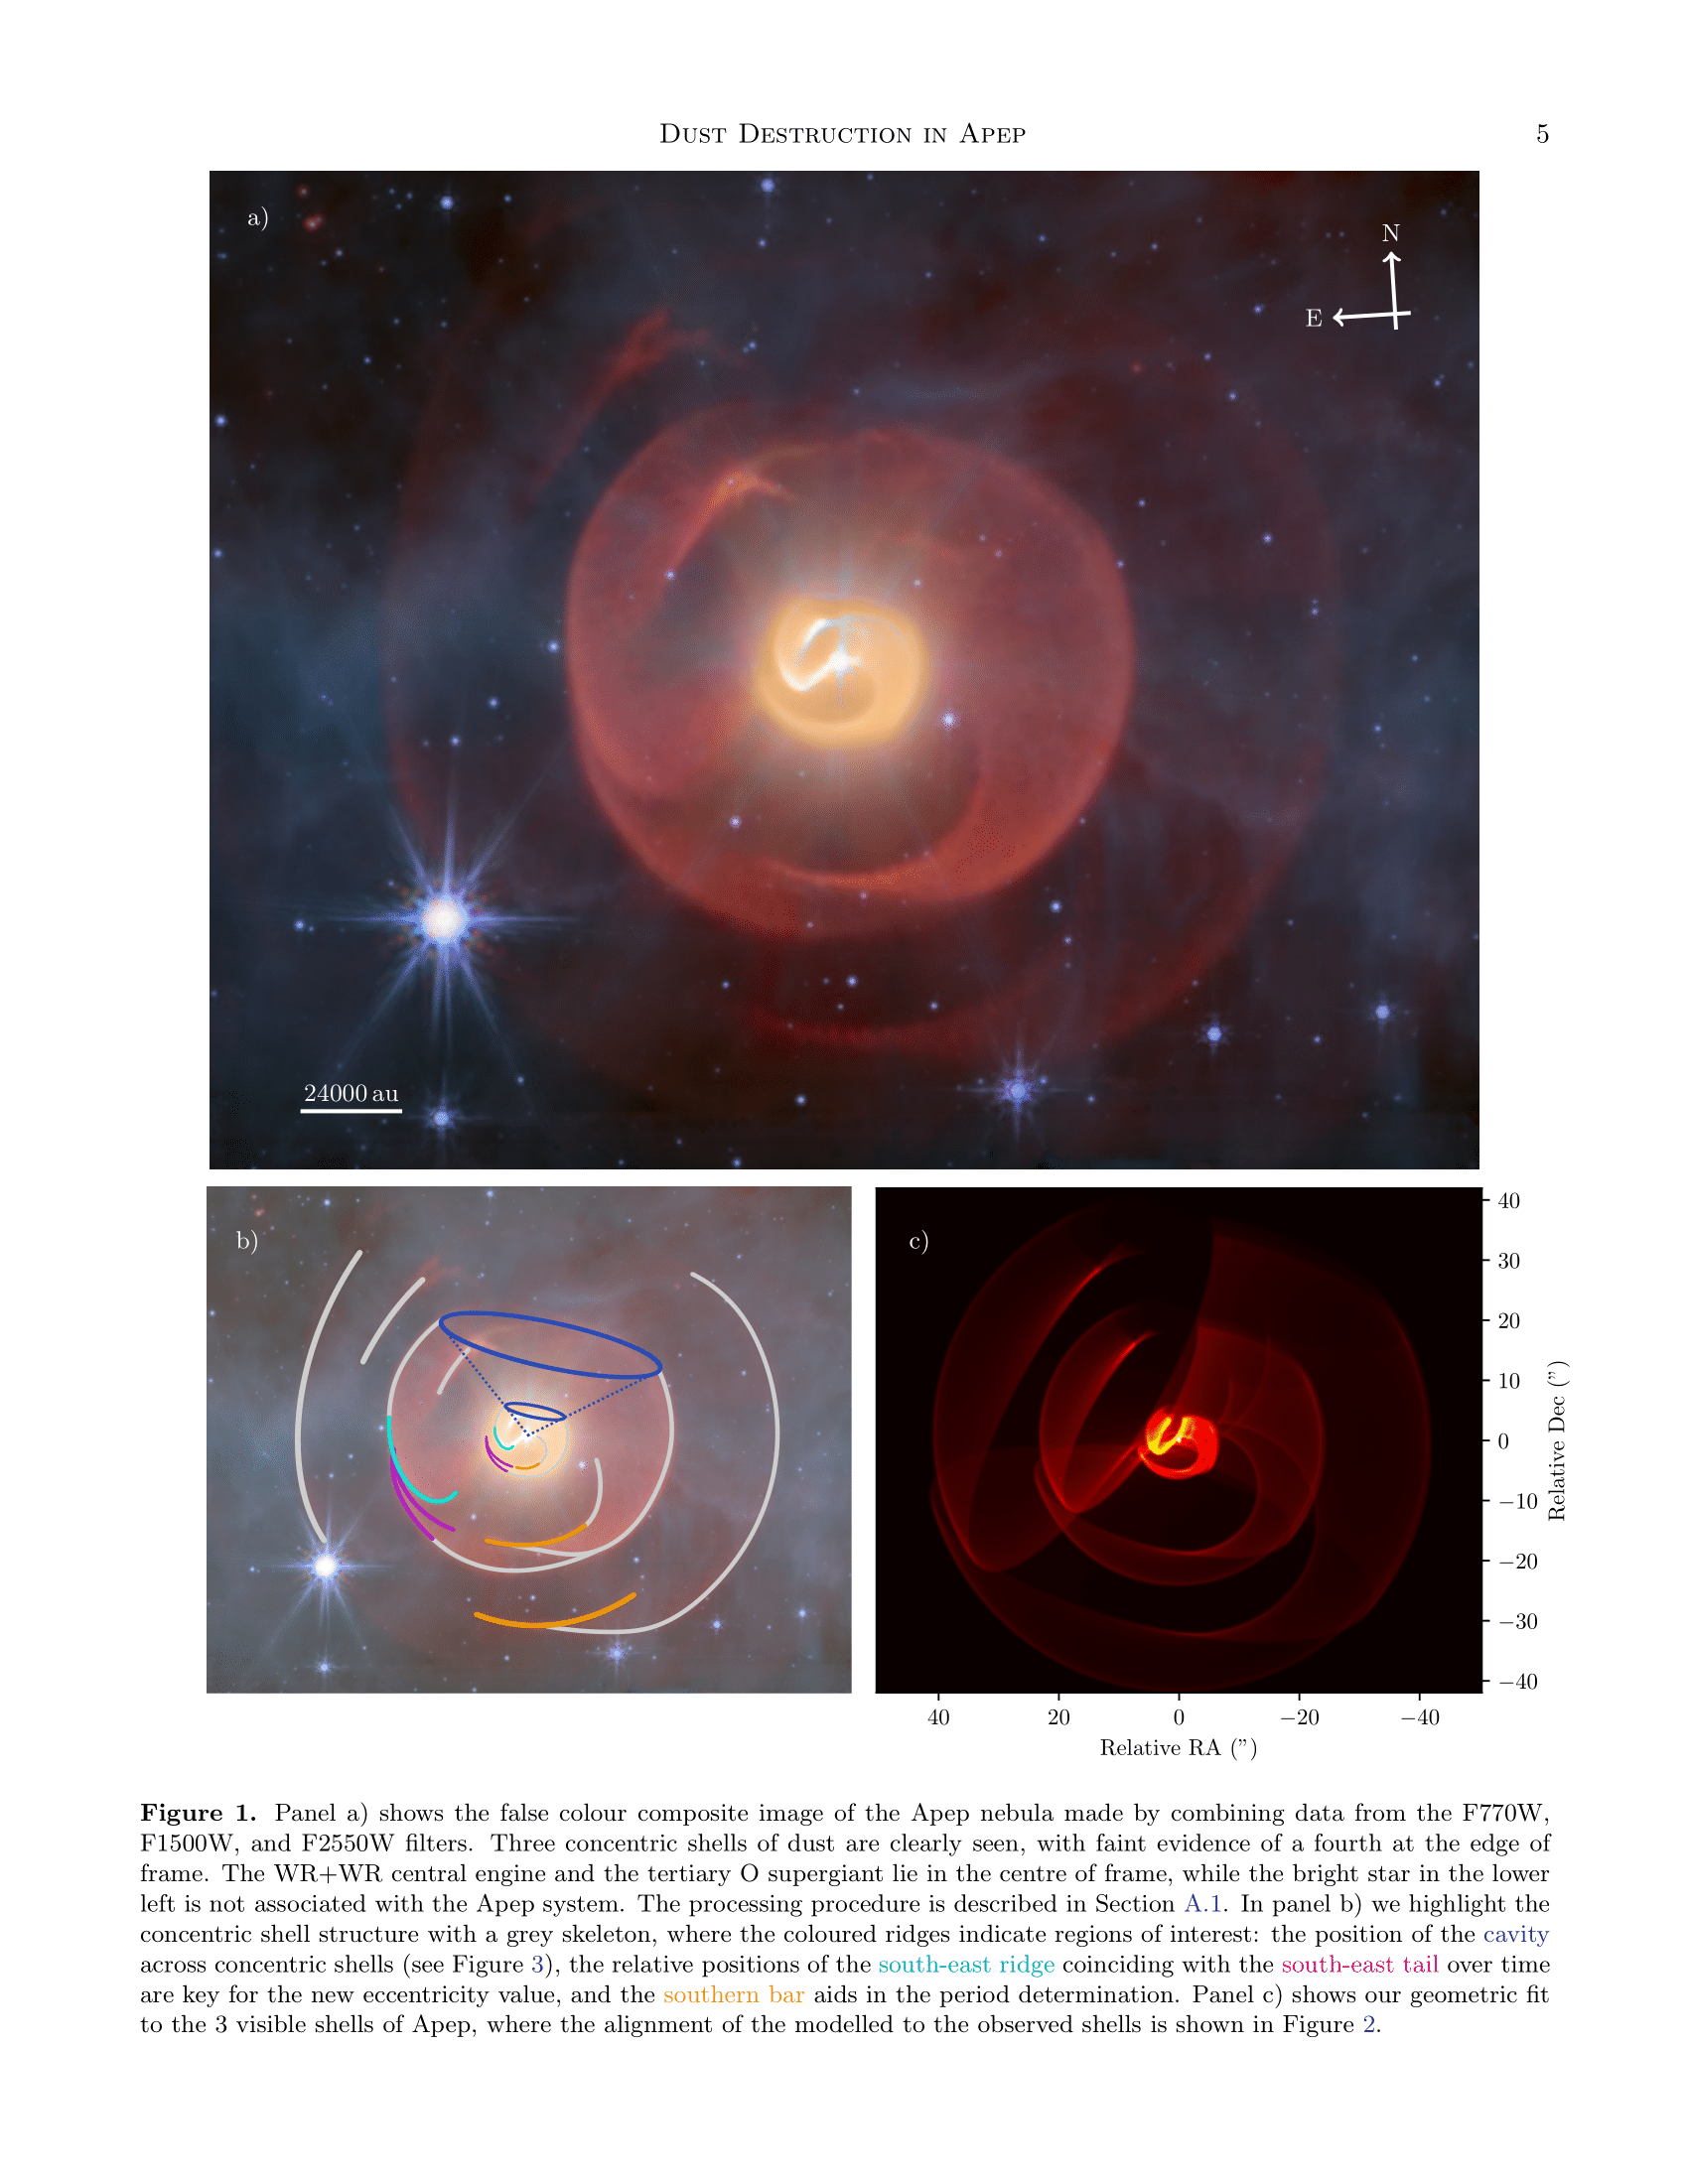 DUST DESTRUCTION IN APEP 5
a)
N
E
24000 au
b)
c)
40
30
20
10
0
−10
−20
−30
−40
Relative Dec (”)
40 20 0 −20 −40
Relative RA (”)
Figure 1. Panel a) shows the false colour composite image of the Apep nebula made by combining data from the F770W,
F1500W, and F2550W filters. Three concentric shells of dust are clearly seen, with faint evidence of a fourth at the edge of
frame. The WR+WR central engine and the tertiary O supergiant lie in the centre of frame, while the bright star in the lower
left is not associated with the Apep system. The processing procedure is described in Section A.1. In panel b) we highlight the
concentric shell structure with a grey skeleton, where the coloured ridges indicate regions of interest: the position of the cavity
across concentric shells (see Figure 3), the relative positions of the south-east ridge coinciding with the south-east tail over time
are key for the new eccentricity value, and the southern bar aids in the period determination. Panel c) shows our geometric fit
to the 3 visible shells of Apep, where the alignment of the modelled to the observed shells is shown in Figure 2.